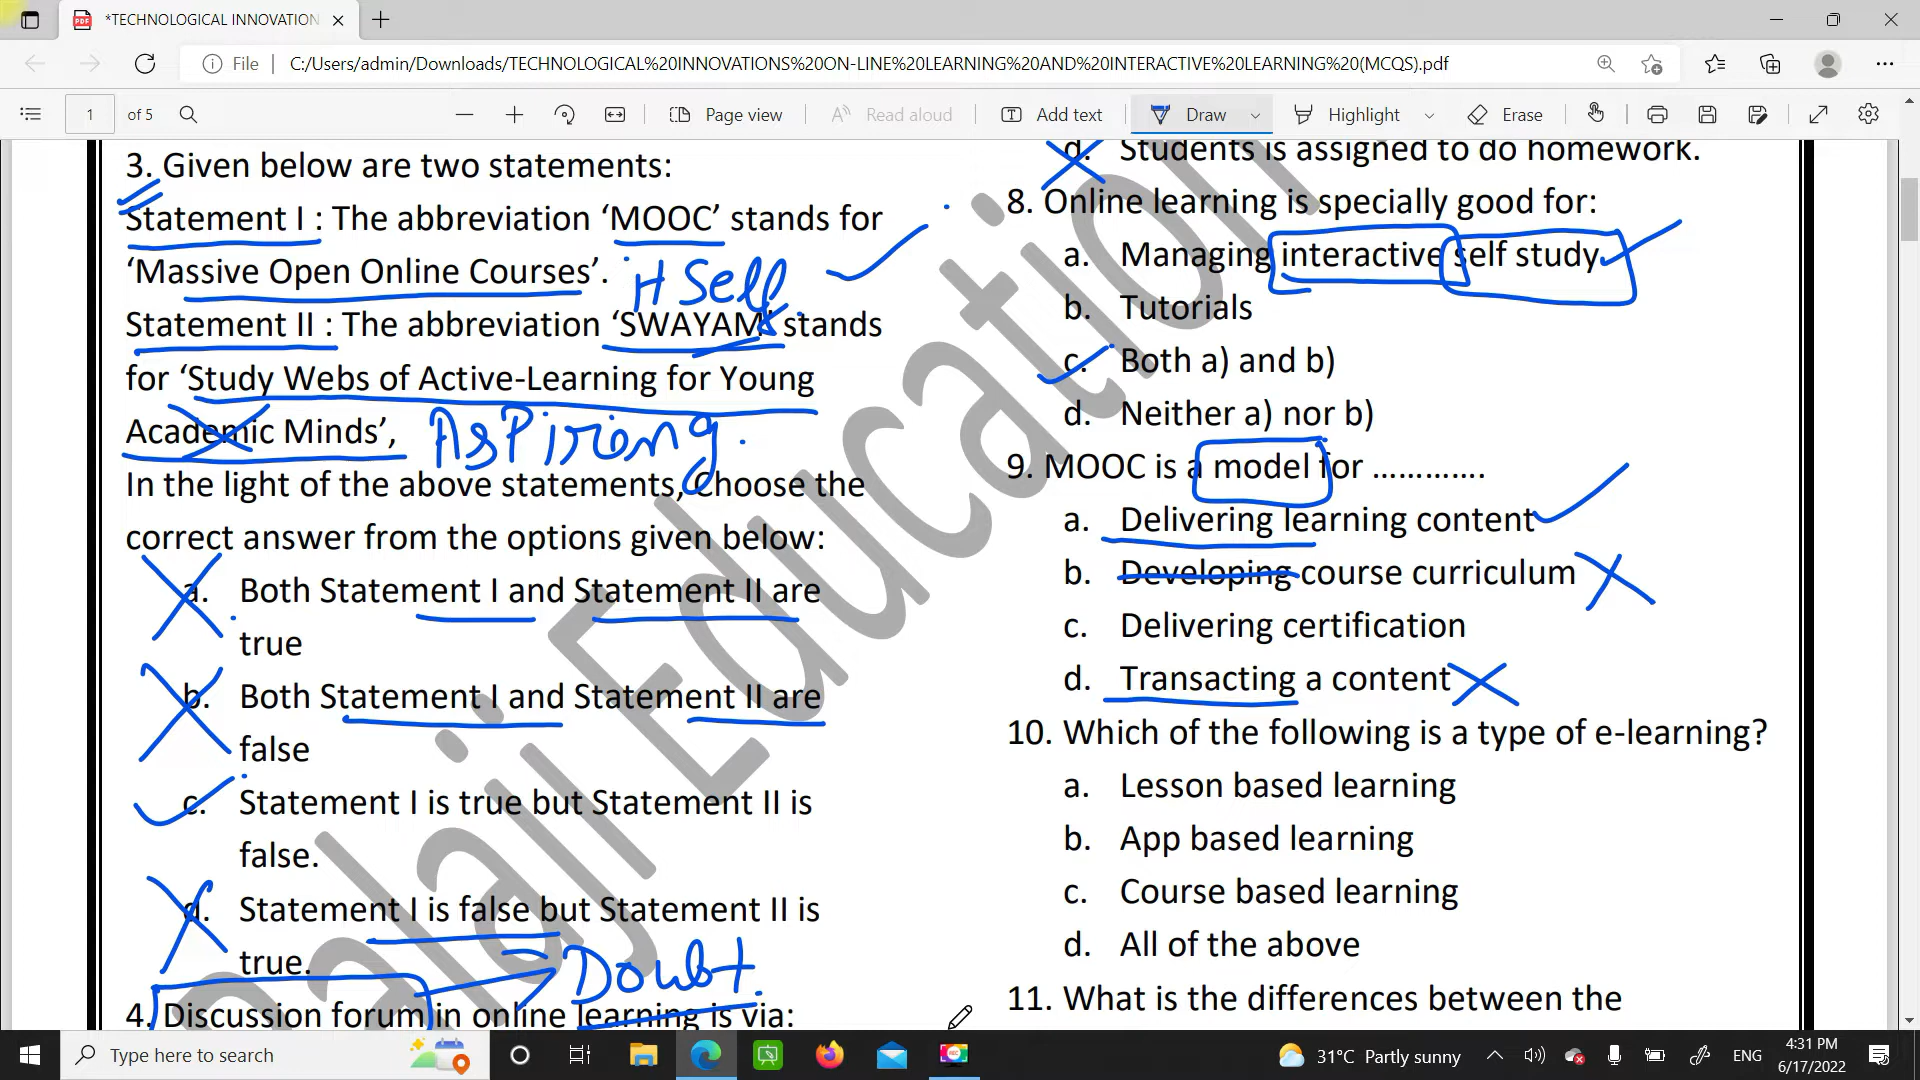 *TECHNOLOGICAL INNOVATION
File
C:/Users/admin/Downloads/TECHNOLOGICAL%20INNOVATIONS%20ON-LINE%20LEARNING%20AND%20INTERACTIVE%20LEARNING%20(MCQS).pdf
1 of 5
Page view
Read aloud
Add text
Draw
Highlight
Erase
3. Given below are two statements:
Statement I : The abbreviation ‘MOOC’ stands for
‘Massive Open Online Courses’.
Self
Statement II : The abbreviation ‘SWAYAM’ stands
for ‘Study Webs of Active-Learning for Young
Academic Minds’,
Aspiring
In the light of the above statements, Choose the
correct answer from the options given below:
a. Both Statement I and Statement II are
true
b. Both Statement I and Statement II are
false
c. Statement I is true but Statement II is
false.
d. Statement I is false but Statement II is
true.
Doubt
4. Discussion forum in online learning is via:
d. Students is assigned to do homework.
8. Online learning is specially good for:
a. Managing interactive self study
b. Tutorials
c. Both a) and b)
d. Neither a) nor b)
9. MOOC is a model for ………….
a. Delivering learning content
b. Developing course curriculum
c. Delivering certification
d. Transacting a content
10. Which of the following is a type of e-learning?
a. Lesson based learning
b. App based learning
c. Course based learning
d. All of the above
11. What is the differences between the
Education
Type here to search
31°C Partly sunny
ENG
4:31 PM
6/17/2022